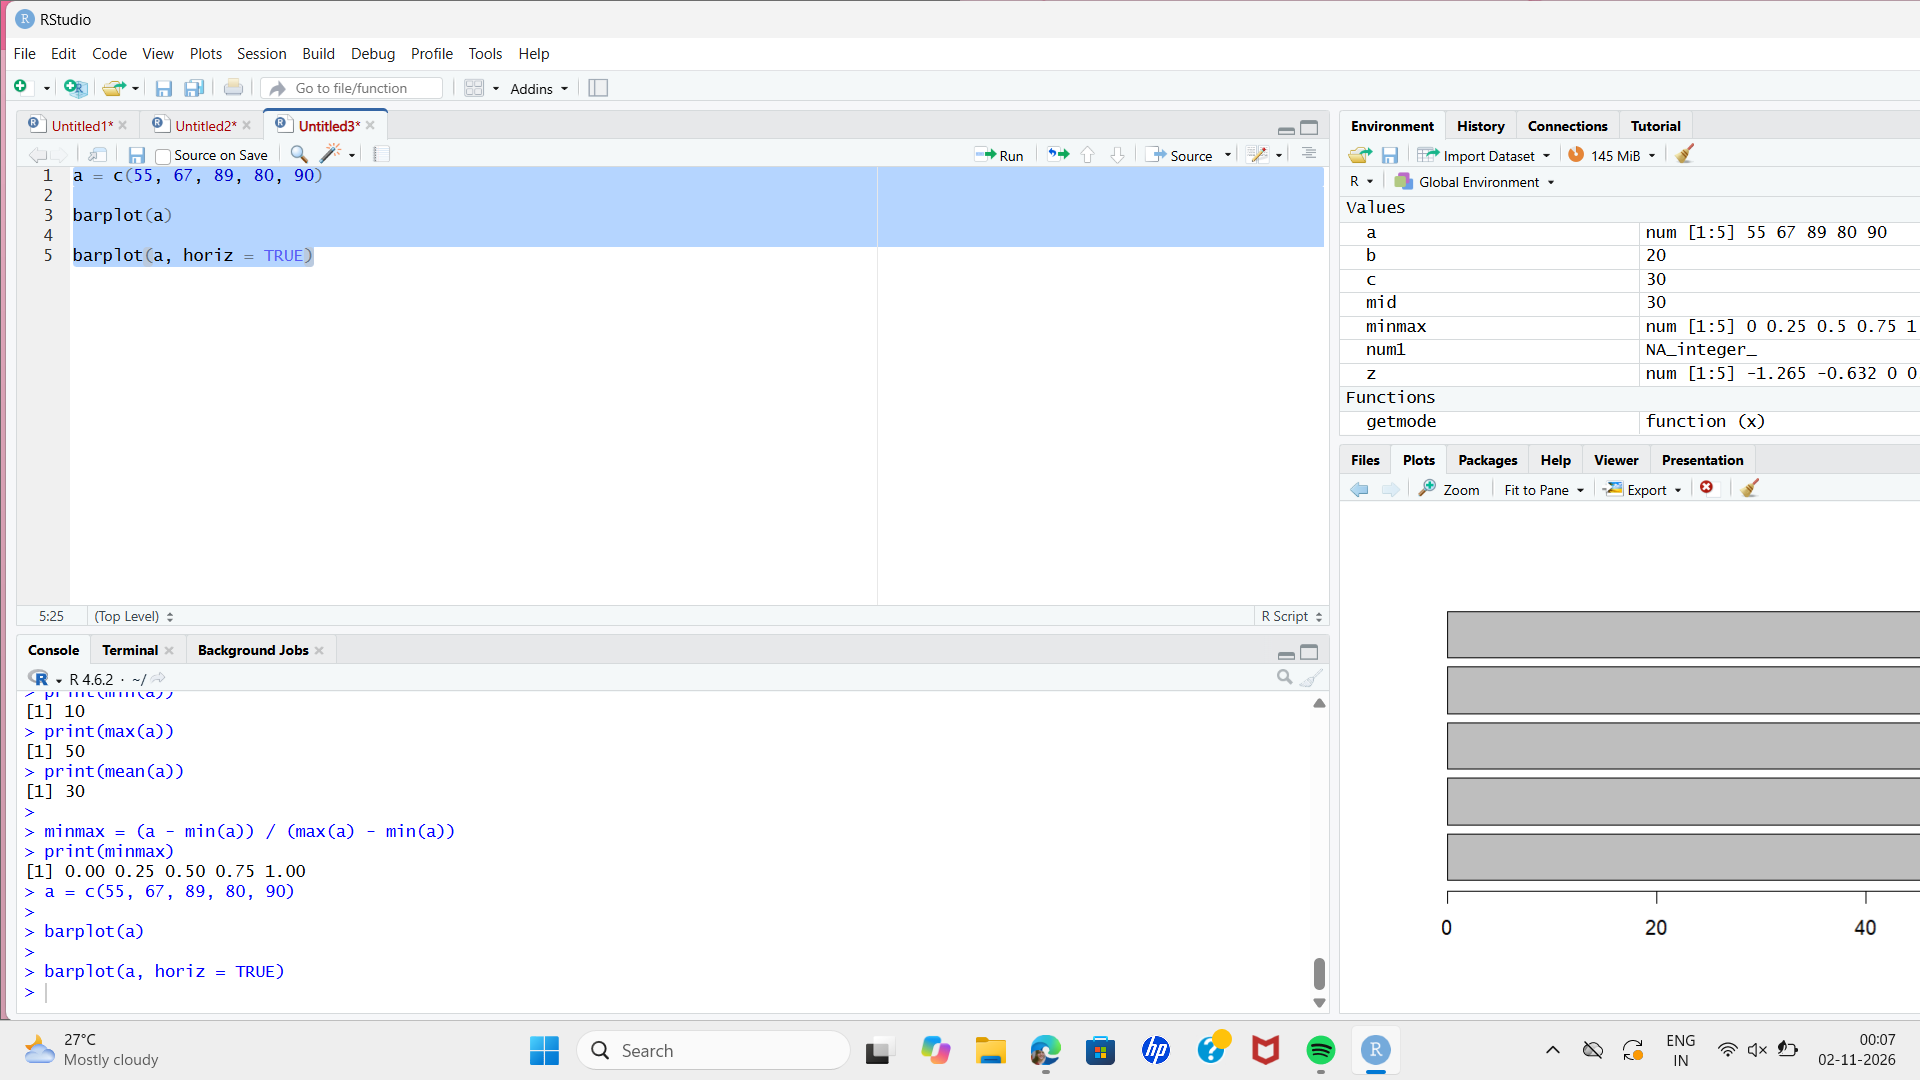 RStudio
File Edit Code View Plots Session Build Debug Profile Tools Help
Go to file/function Addins
Untitled1* Untitled2* Untitled3*
Source on Save Run Source
1 a = c(55, 67, 89, 80, 90)
2
3 barplot(a)
4
5 barplot(a, horiz = TRUE)
5:25 (Top Level) R Script
Console Terminal Background Jobs
R 4.6.2 · ~/
> print(min(a))
[1] 10
> print(max(a))
[1] 50
> print(mean(a))
[1] 30
>
> minmax = (a - min(a)) / (max(a) - min(a))
> print(minmax)
[1] 0.00 0.25 0.50 0.75 1.00
> a = c(55, 67, 89, 80, 90)
>
> barplot(a)
>
> barplot(a, horiz = TRUE)
>
Environment History Connections Tutorial
Import Dataset 145 MiB
R Global Environment
Values
a num [1:5] 55 67 89 80 90
b 20
c 30
mid 30
minmax num [1:5] 0 0.25 0.5 0.75 1
num1 NA_integer_
z num [1:5] -1.265 -0.632 0 0
Functions
getmode function (x)
Files Plots Packages Help Viewer Presentation
Zoom Fit to Pane Export
0 20 40
27°C
Mostly cloudy
Search
hp
R
ENG
IN
00:07
02-11-2026